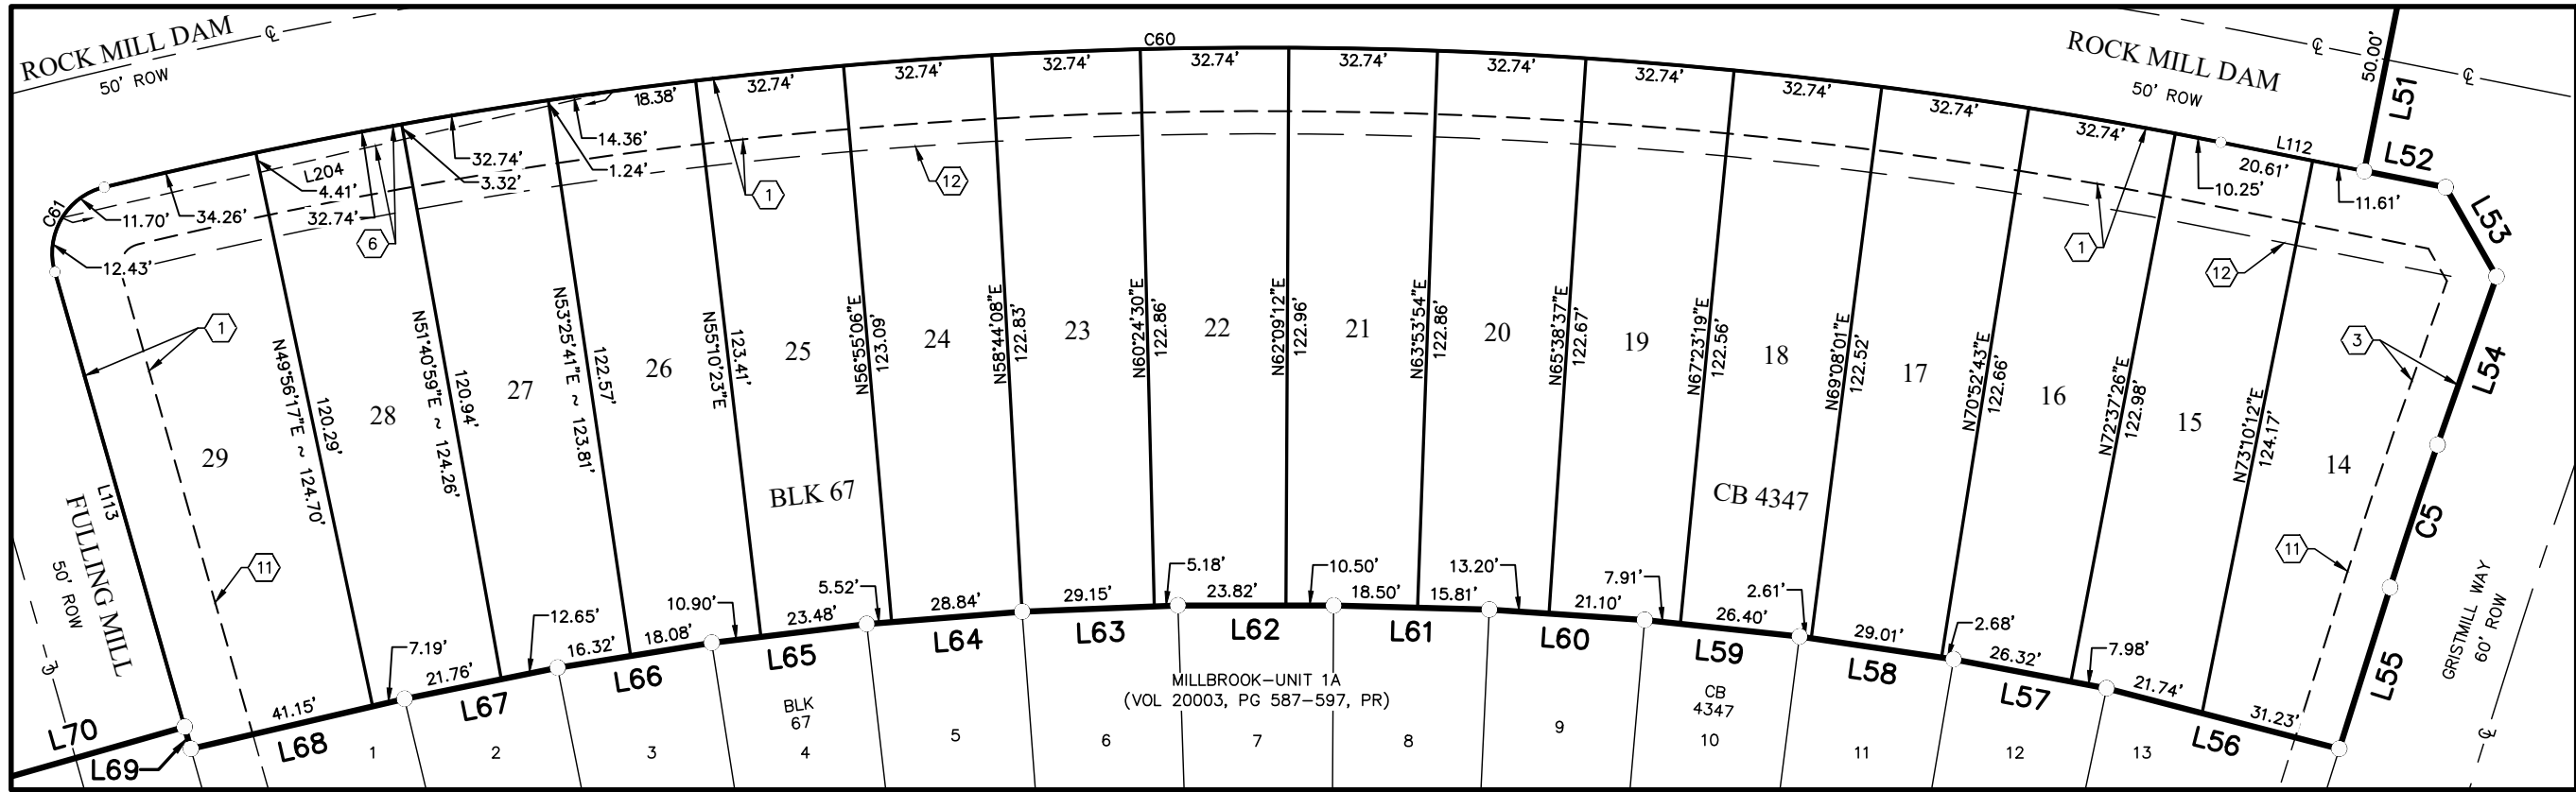 ROCK MILL DAM
50' ROW
℄
C60
ROCK MILL DAM
50' ROW
℄
℄
50.00'
L51
L52
L53
L54
C5
L55
L112
32.74'
32.74'
32.74'
32.74'
32.74'
32.74'
32.74'
32.74'
32.74'
32.74'
18.38'
14.36'
1.24'
32.74'
3.32'
L204
4.41'
32.74'
34.26'
11.70'
C61
12.43'
20.61'
10.25'
11.61'
1
6
1
12
1
12
3
11
11
N49°56'17"E ~ 124.70'
120.29'
N51°40'59"E ~ 124.26'
120.94'
N53°25'41"E ~ 123.81'
122.57'
N55°10'23"E
123.41'
N56°55'06"E
123.09'
N58°44'08"E
122.83'
N60°24'30"E
122.86'
N62°09'12"E
122.96'
N63°53'54"E
122.86'
N65°38'37"E
122.67'
N67°23'19"E
122.56'
N69°08'01"E
122.52'
N70°52'43"E
122.66'
N72°37'26"E
122.98'
N73°10'12"E
124.17'
29
28
27
26
25
24
23
22
21
20
19
18
17
16
15
14
BLK 67
CB 4347
L113
FULLING MILL
50' ROW
℄
GRISTMILL WAY
60' ROW
℄
41.15'
7.19'
21.76'
12.65'
16.32'
18.08'
10.90'
23.48'
5.52'
28.84'
29.15'
5.18'
23.82'
10.50'
18.50'
15.81'
13.20'
21.10'
7.91'
26.40'
2.61'
29.01'
2.68'
26.32'
7.98'
21.74'
31.23'
L70
L69
L68
L67
L66
L65
L64
L63
L62
L61
L60
L59
L58
L57
L56
MILLBROOK-UNIT 1A
(VOL 20003, PG 587-597, PR)
BLK
67
CB
4347
1
2
3
4
5
6
7
8
9
10
11
12
13